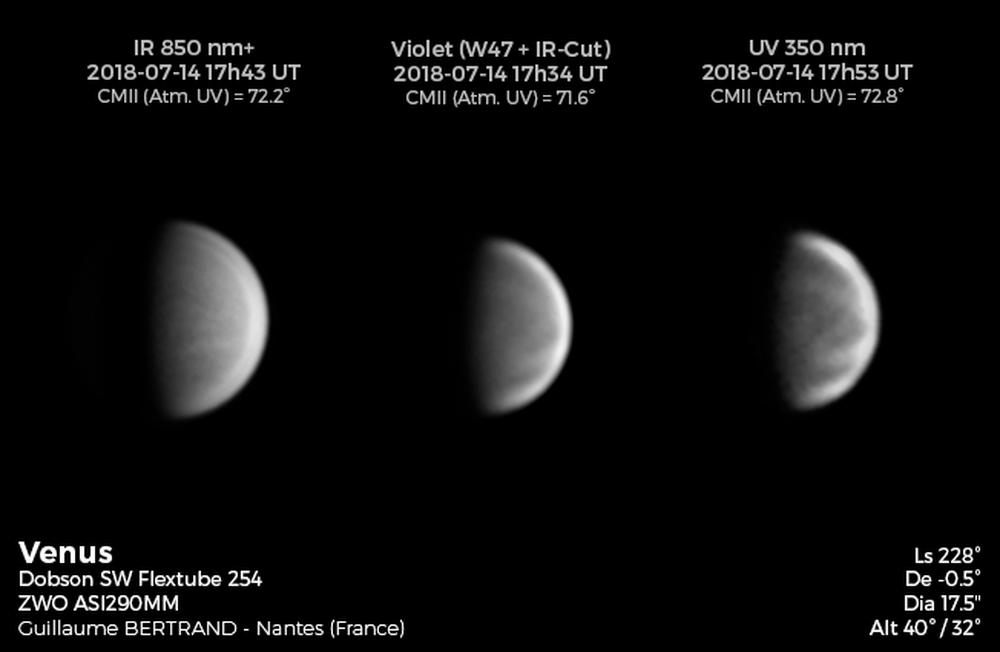 IR 850 nm+
2018-07-14 17h43 UT
CMII (Atm. UV) = 72.2°
Violet (W47 + IR-Cut)
2018-07-14 17h34 UT
CMII (Atm. UV) = 71.6°
UV 350 nm
2018-07-14 17h53 UT
CMII (Atm. UV) = 72.8°
Venus
Dobson SW Flextube 254
ZWO ASI290MM
Guillaume BERTRAND - Nantes (France)
Ls 228°
De -0.5°
Dia 17.5"
Alt 40° / 32°